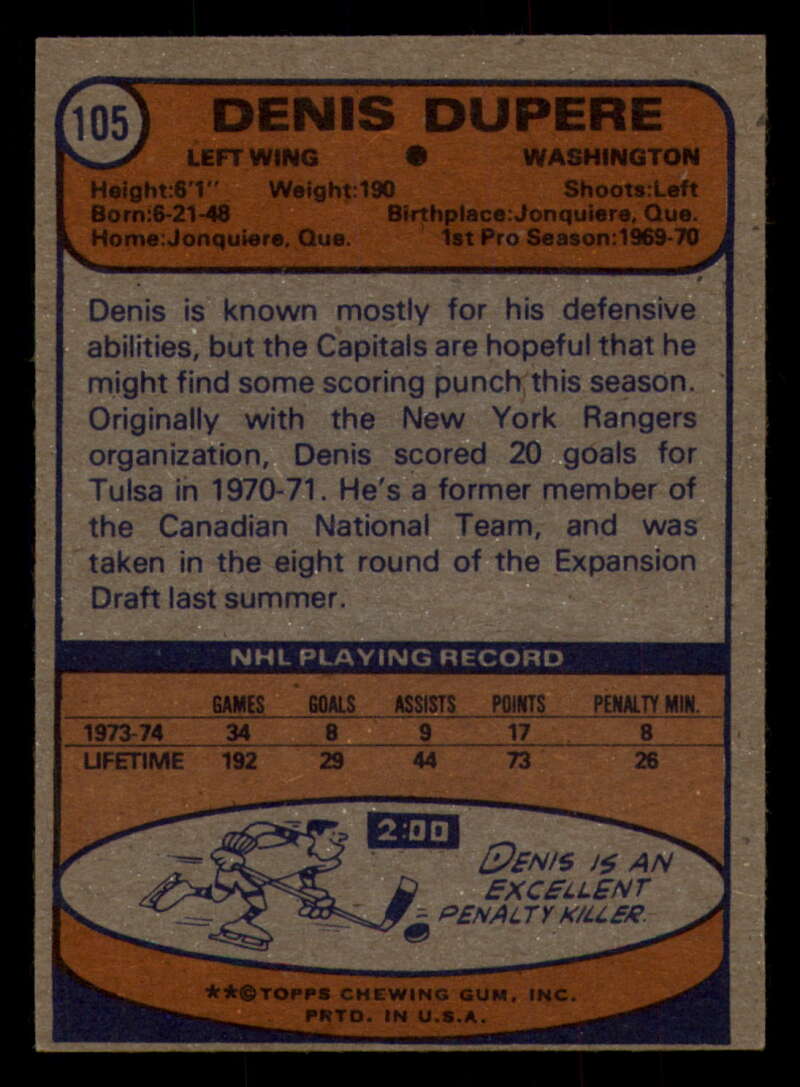 105
DENIS DUPERE
LEFT WING ● WASHINGTON
Height:6'1" Weight:190 Shoots:Left
Born:6-21-48 Birthplace:Jonquiere, Que.
Home:Jonquiere, Que. 1st Pro Season:1969-70
Denis is known mostly for his defensive
abilities, but the Capitals are hopeful that he
might find some scoring punch this season.
Originally with the New York Rangers
organization, Denis scored 20 goals for
Tulsa in 1970-71. He's a former member of
the Canadian National Team, and was
taken in the eight round of the Expansion
Draft last summer.
NHL PLAYING RECORD
GAMES GOALS ASSISTS POINTS PENALTY MIN.
1973-74 34 8 9 17 8
LIFETIME 192 29 44 73 26
2:00
DENIS IS AN
EXCELLENT
PENALTY KILLER.
**©TOPPS CHEWING GUM, INC.
PRTD. IN U.S.A.